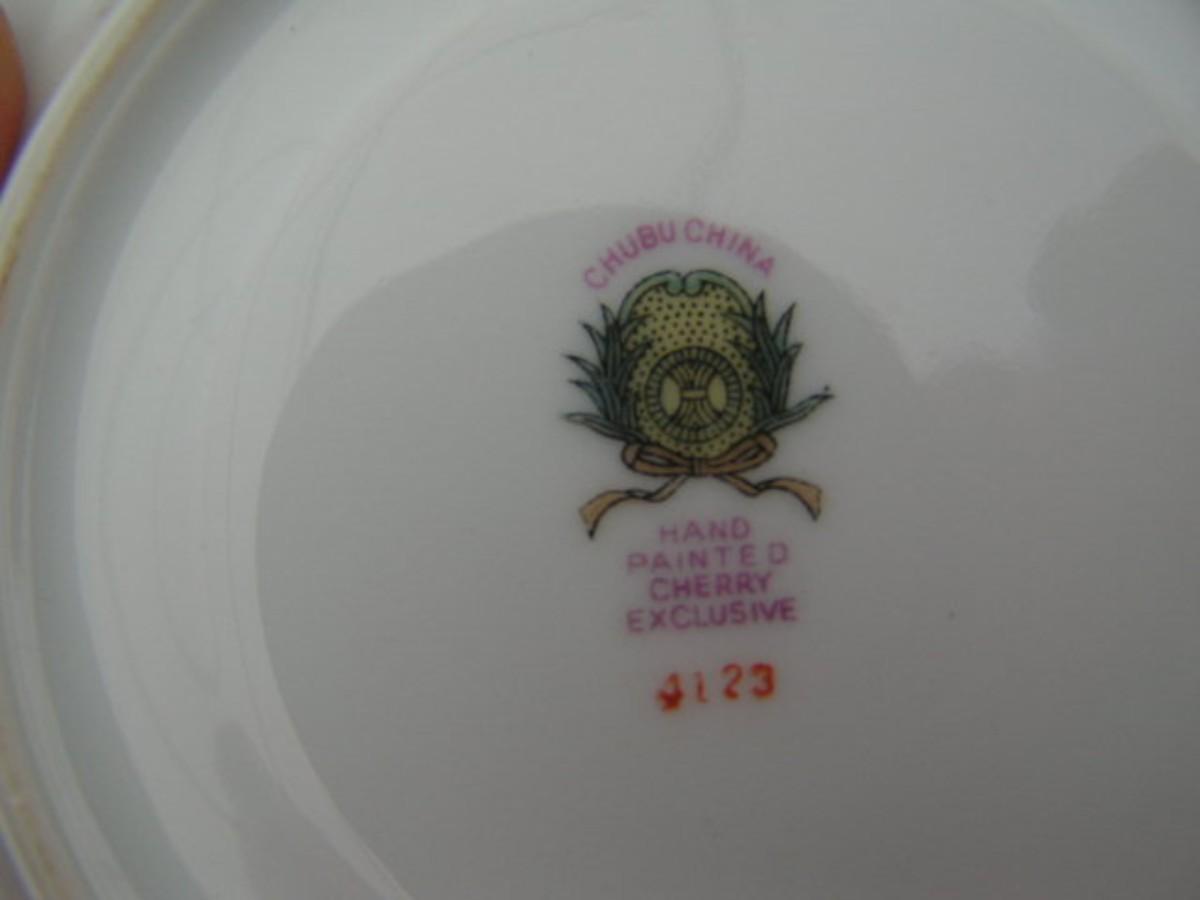 CHUBU CHINA
HAND
PAINTED
CHERRY
EXCLUSIVE
4123